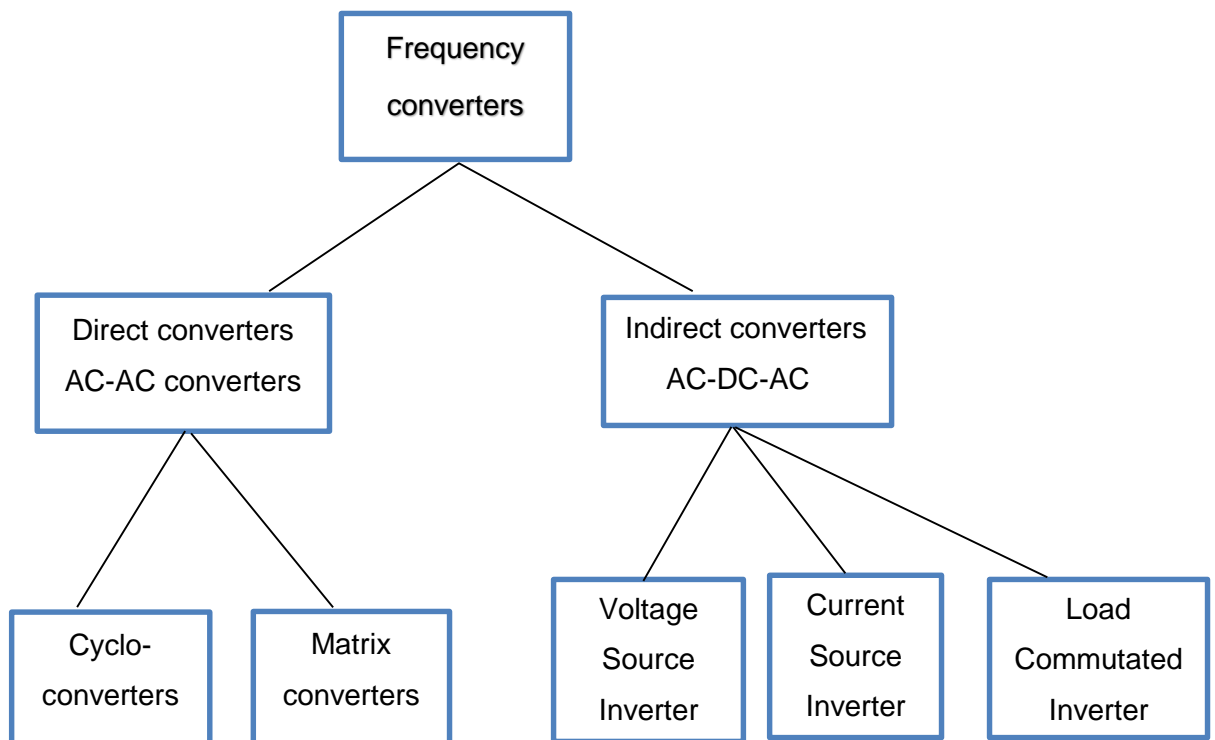 Frequency
converters
Direct converters
AC-AC converters
Indirect converters
AC-DC-AC
Cyclo-
converters
Matrix
converters
Voltage
Source
Inverter
Current
Source
Inverter
Load
Commutated
Inverter